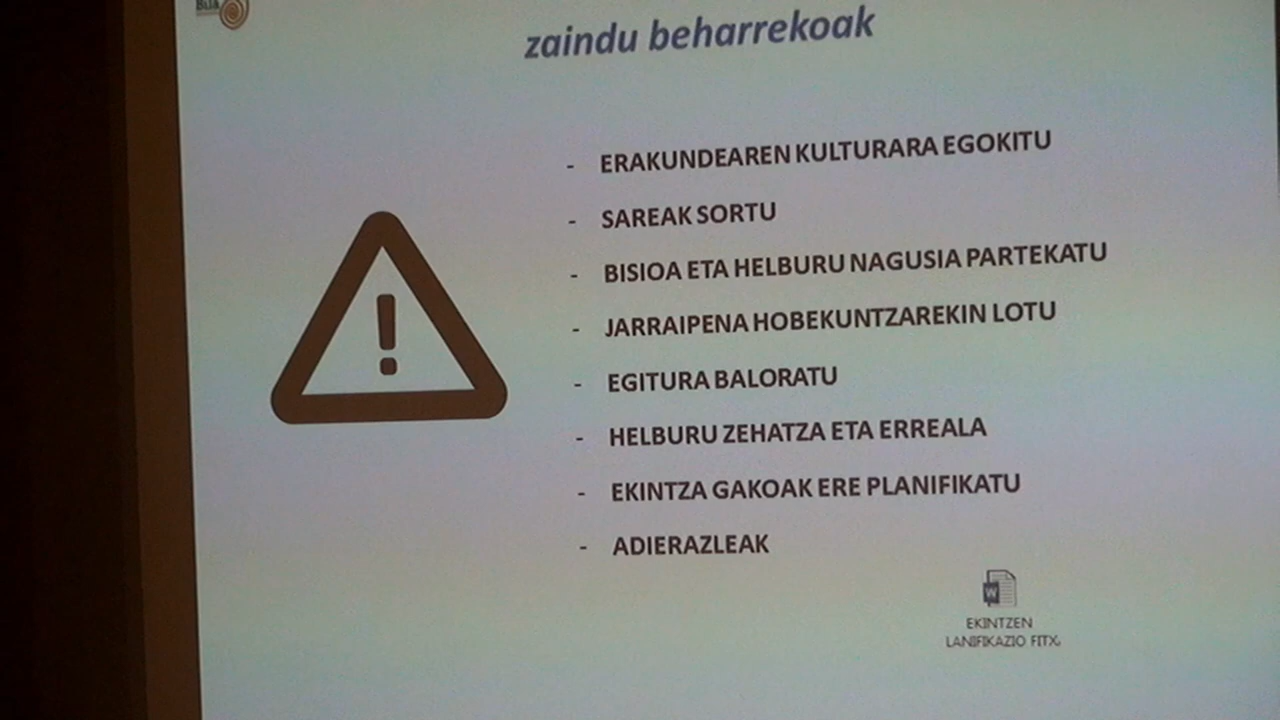 Bila
zaindu beharrekoak
- ERAKUNDEAREN KULTURARA EGOKITU
- SAREAK SORTU
- BISIOA ETA HELBURU NAGUSIA PARTEKATU
- JARRAIPENA HOBEKUNTZAREKIN LOTU
- EGITURA BALORATU
- HELBURU ZEHATZA ETA ERREALA
- EKINTZA GAKOAK ERE PLANIFIKATU
- ADIERAZLEAK
W
EKINTZEN
LANIFIKAZIO FITX.